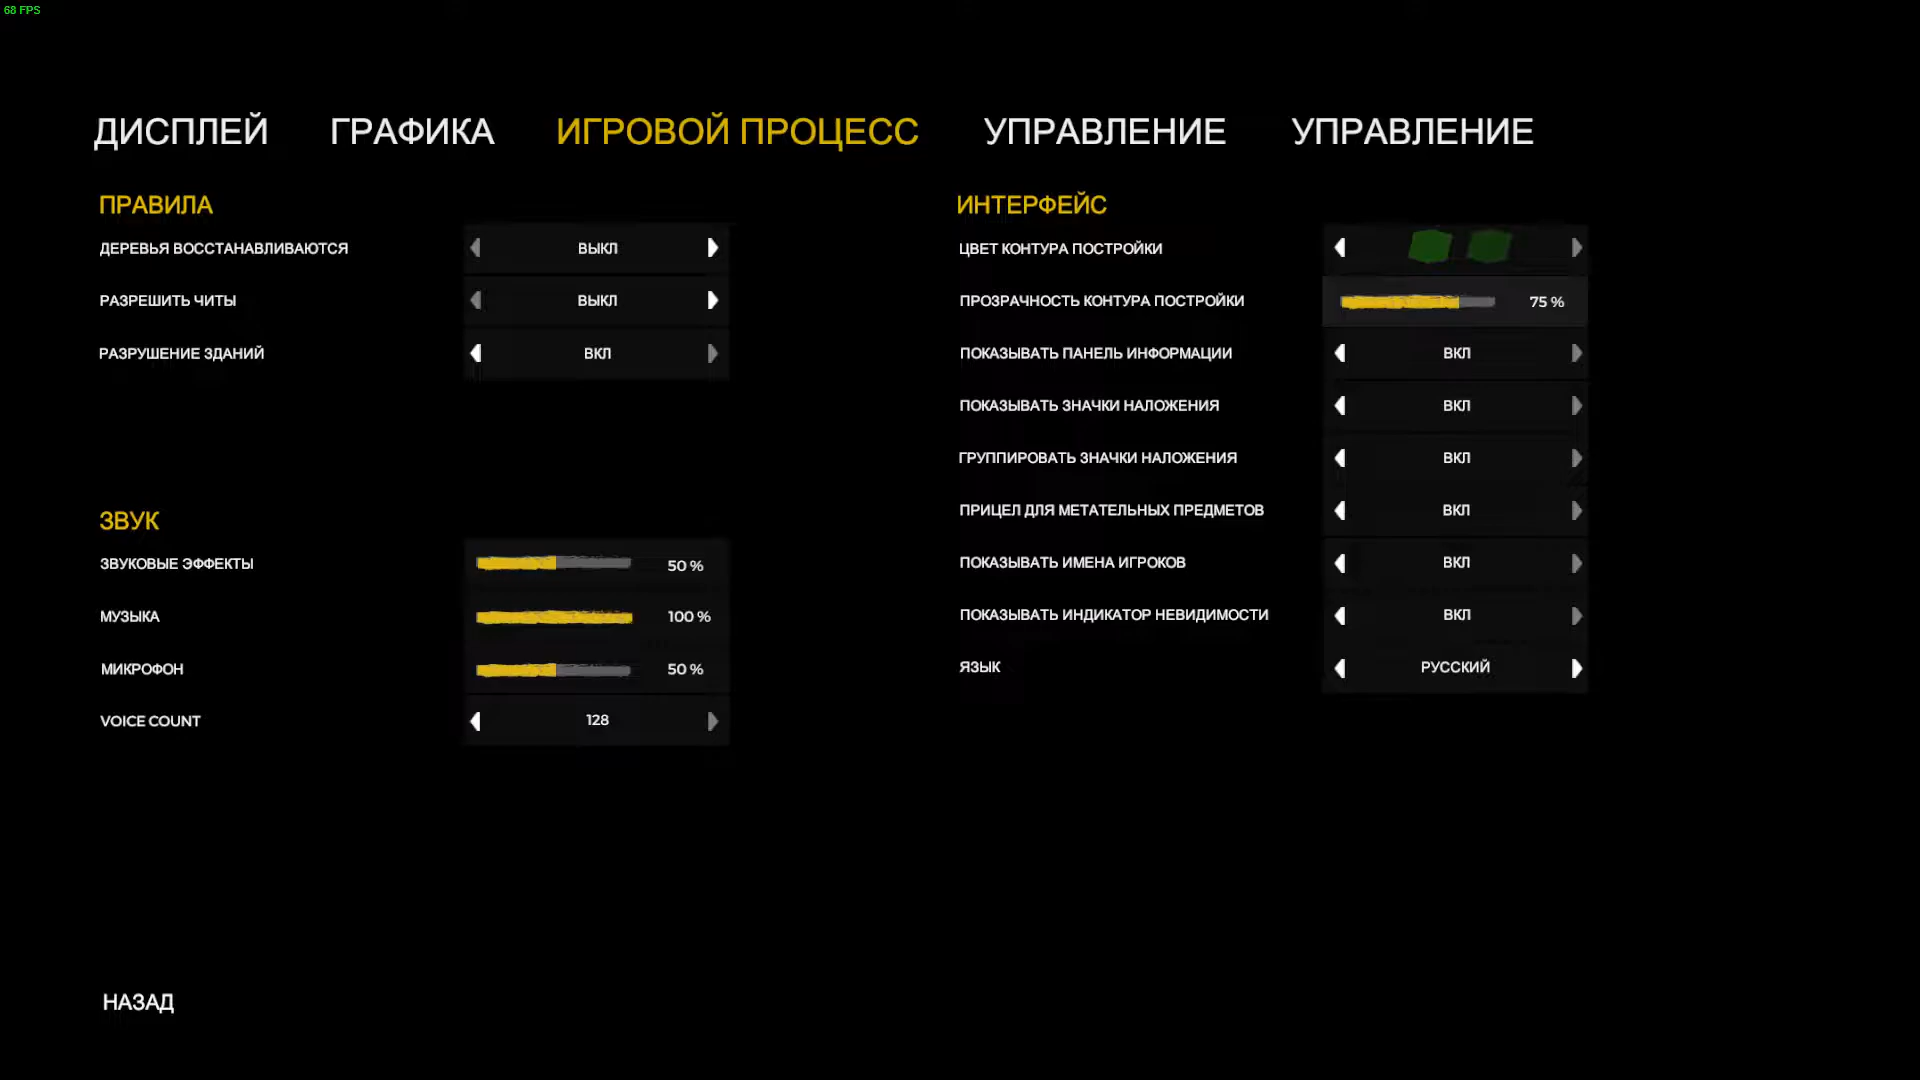 68 FPS
ДИСПЛЕЙ ГРАФИКА ИГРОВОЙ ПРОЦЕСС УПРАВЛЕНИЕ УПРАВЛЕНИЕ
ПРАВИЛА
ДЕРЕВЬЯ ВОССТАНАВЛИВАЮТСЯ ВЫКЛ
РАЗРЕШИТЬ ЧИТЫ ВЫКЛ
РАЗРУШЕНИЕ ЗДАНИЙ ВКЛ
ЗВУК
ЗВУКОВЫЕ ЭФФЕКТЫ 50 %
МУЗЫКА 100 %
МИКРОФОН 50 %
VOICE COUNT 128
ИНТЕРФЕЙС
ЦВЕТ КОНТУРА ПОСТРОЙКИ
ПРОЗРАЧНОСТЬ КОНТУРА ПОСТРОЙКИ 75 %
ПОКАЗЫВАТЬ ПАНЕЛЬ ИНФОРМАЦИИ ВКЛ
ПОКАЗЫВАТЬ ЗНАЧКИ НАЛОЖЕНИЯ ВКЛ
ГРУППИРОВАТЬ ЗНАЧКИ НАЛОЖЕНИЯ ВКЛ
ПРИЦЕЛ ДЛЯ МЕТАТЕЛЬНЫХ ПРЕДМЕТОВ ВКЛ
ПОКАЗЫВАТЬ ИМЕНА ИГРОКОВ ВКЛ
ПОКАЗЫВАТЬ ИНДИКАТОР НЕВИДИМОСТИ ВКЛ
ЯЗЫК РУССКИЙ
НАЗАД